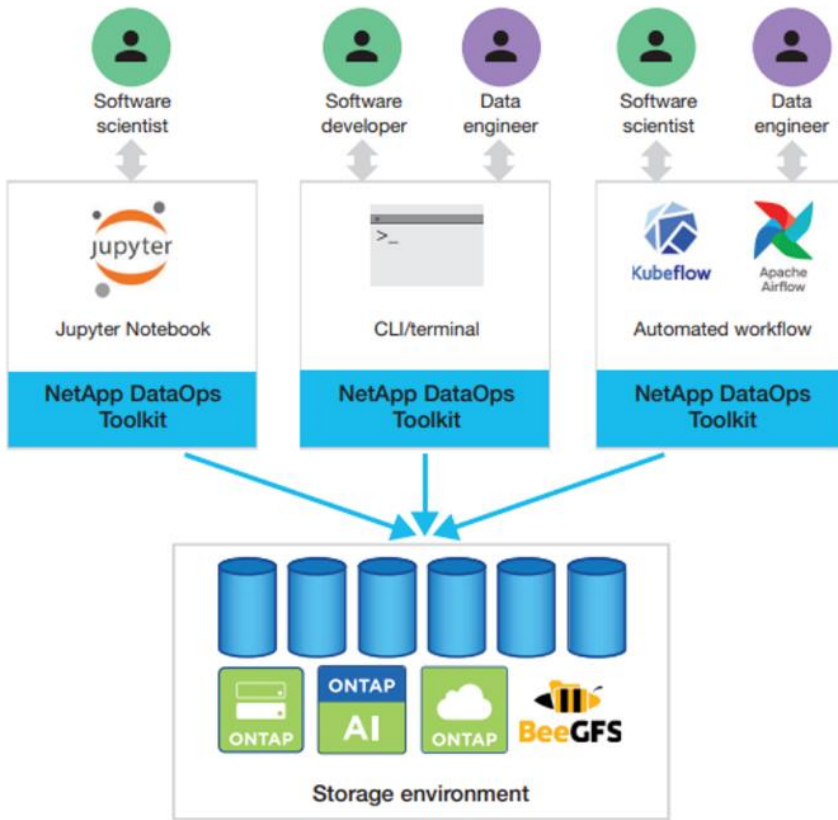 Software
scientist
Software
developer
Data
engineer
Software
scientist
Data
engineer
jupyter
Jupyter Notebook
>_
CLI/terminal
Kubeflow
Apache
Airflow
Automated workflow
NetApp DataOps
Toolkit
NetApp DataOps
Toolkit
NetApp DataOps
Toolkit
ONTAP
ONTAP
AI
ONTAP
BeeGFS
Storage environment